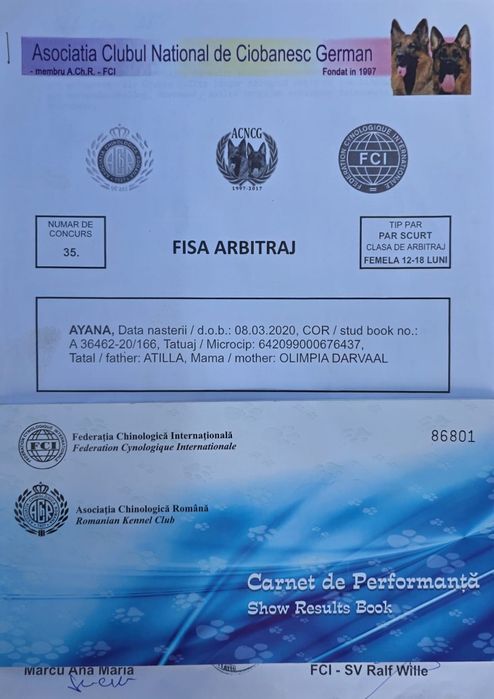 Asociatia Clubul National de Ciobanesc German
- membru A.Ch.R. - FCI Fondat in 1997
ACNCG
1997-2017
FEDERATION CYNOLOGIQUE INTERNATIONALE
FCI
NUMAR DE
CONCURS
35.
FISA ARBITRAJ
TIP PAR
PAR SCURT
CLASA DE ARBITRAJ
FEMELA 12-18 LUNI
AYANA, Data nasterii / d.o.b.: 08.03.2020, COR / stud book no.:
A 36462-20/166, Tatuaj / Microcip: 642099000676437,
Tatal / father: ATILLA, Mama / mother: OLIMPIA DARVAAL
FCI
Federația Chinologică Internațională
Federation Cynologique Internationale
86801
Asociația Chinologică Română
Romanian Kennel Club
Carnet de Performanță
Show Results Book
Marcu Ana Maria
FCI - SV Ralf Wille